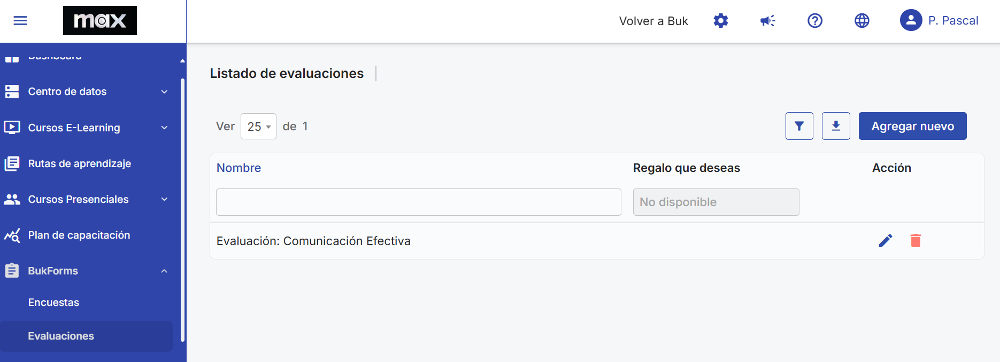 max
Volver a Buk
P. Pascal
Dashboard
Centro de datos
Cursos E-Learning
Rutas de aprendizaje
Cursos Presenciales
Plan de capacitación
BukForms
Encuestas
Evaluaciones
Listado de evaluaciones
Ver 25 de 1
Agregar nuevo
Nombre Regalo que deseas Acción
No disponible
Evaluación: Comunicación Efectiva